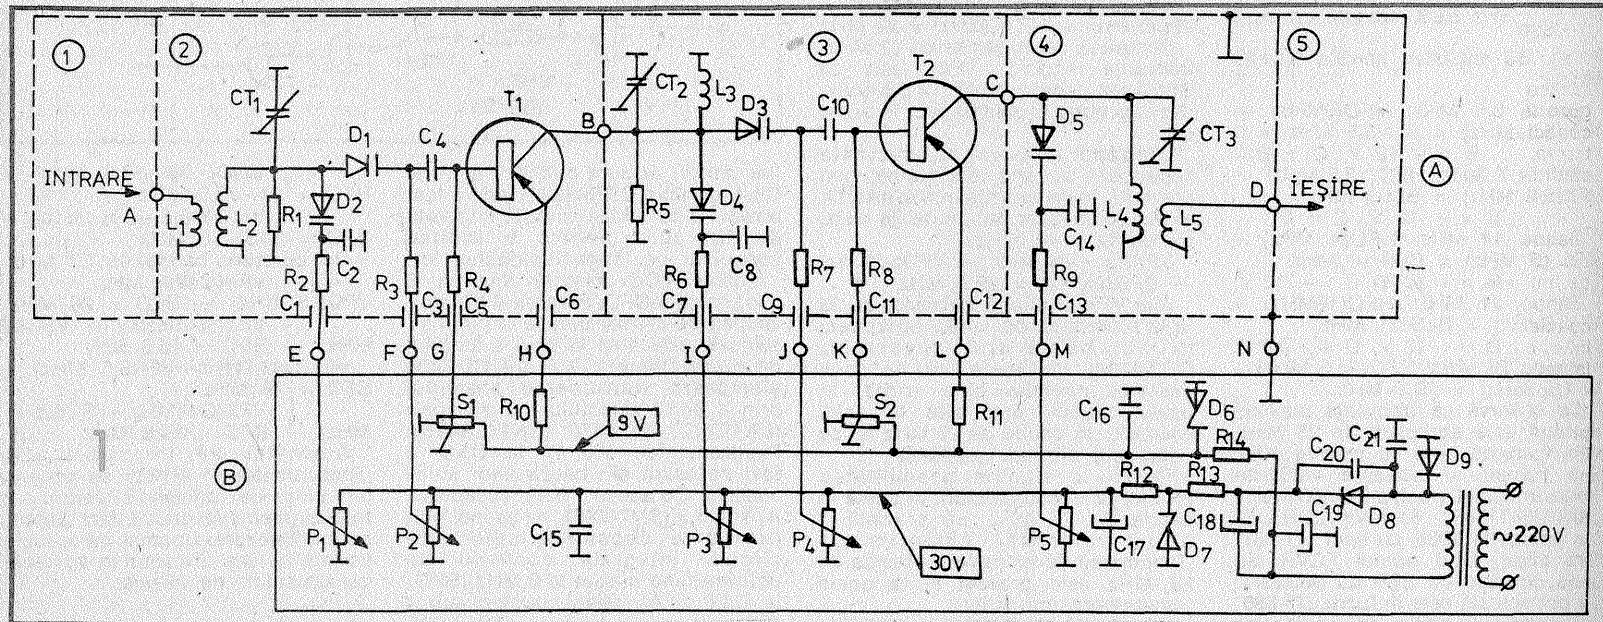 1
2
3
4
5
CT1
T1
CT2
L3
D3
C10
T2
C
D5
CT3
A
D1
C4
B
INTRARE
A
L1
L2
R1
D2
C2
R2
R3
R4
R5
D4
C8
R6
R7
R8
C14
L4
L5
D
IEȘIRE
R9
C1
C3
C5
C6
C7
C9
C11
C12
C13
E
F
G
H
I
J
K
L
M
N
S1
R10
9V
S2
R11
C16
D6
R14
C20
C21
D9
B
R12
R13
P1
P2
C15
P3
P4
P5
C17
D7
C18
C19
D8
~220V
30V